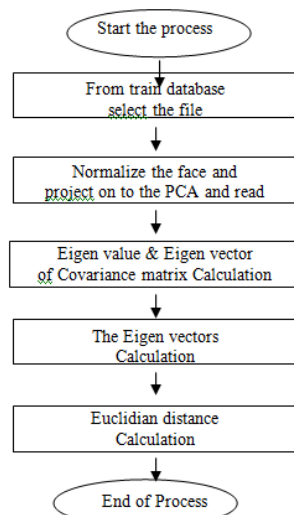 Start the process
From train database
select the file
Normalize the face and
project on to the PCA and read
Eigen value & Eigen vector
of Covariance matrix Calculation
The Eigen vectors
Calculation
Euclidian distance
Calculation
End of Process